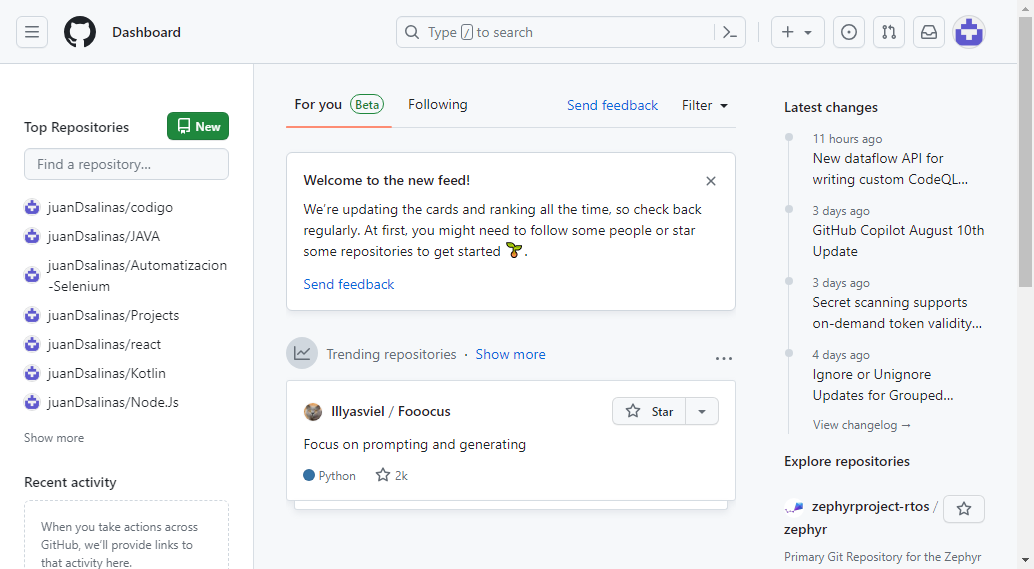 Dashboard
Type / to search
Top Repositories
New
Find a repository...
juanDsalinas/codigo
juanDsalinas/JAVA
juanDsalinas/Automatizacion
-Selenium
juanDsalinas/Projects
juanDsalinas/react
juanDsalinas/Kotlin
juanDsalinas/Node.Js
Show more
Recent activity
When you take actions across
GitHub, we'll provide links to
that activity here.
For you Beta
Following
Send feedback
Filter
Welcome to the new feed!
We're updating the cards and ranking all the time, so check back
regularly. At first, you might need to follow some people or star
some repositories to get started 🌱.
Send feedback
Trending repositories · Show more
lllyasviel / Fooocus
Star
Focus on prompting and generating
Python
2k
Latest changes
11 hours ago
New dataflow API for
writing custom CodeQL...
3 days ago
GitHub Copilot August 10th
Update
3 days ago
Secret scanning supports
on-demand token validity...
4 days ago
Ignore or Unignore
Updates for Grouped...
View changelog →
Explore repositories
zephyrproject-rtos /
zephyr
Primary Git Repository for the Zephyr